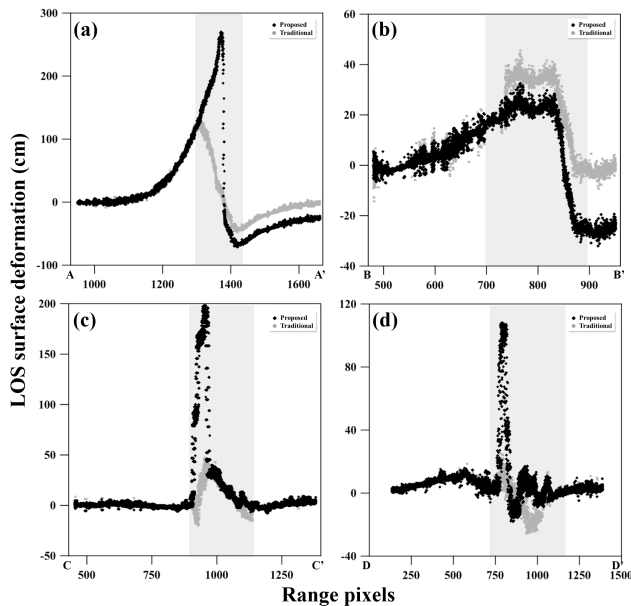 (a)
Proposed
Traditional
300
200
100
0
-100
A
A'
1000
1200
1400
1600
(b)
Proposed
Traditional
60
40
20
0
-20
-40
B
B'
500
600
700
800
900
LOS surface deformation (cm)
(c)
Proposed
Traditional
200
150
100
50
0
-50
C
C'
500
750
1000
1250
(d)
Proposed
Traditional
120
80
40
0
-40
D
D'
250
500
750
1000
1250
1500
Range pixels